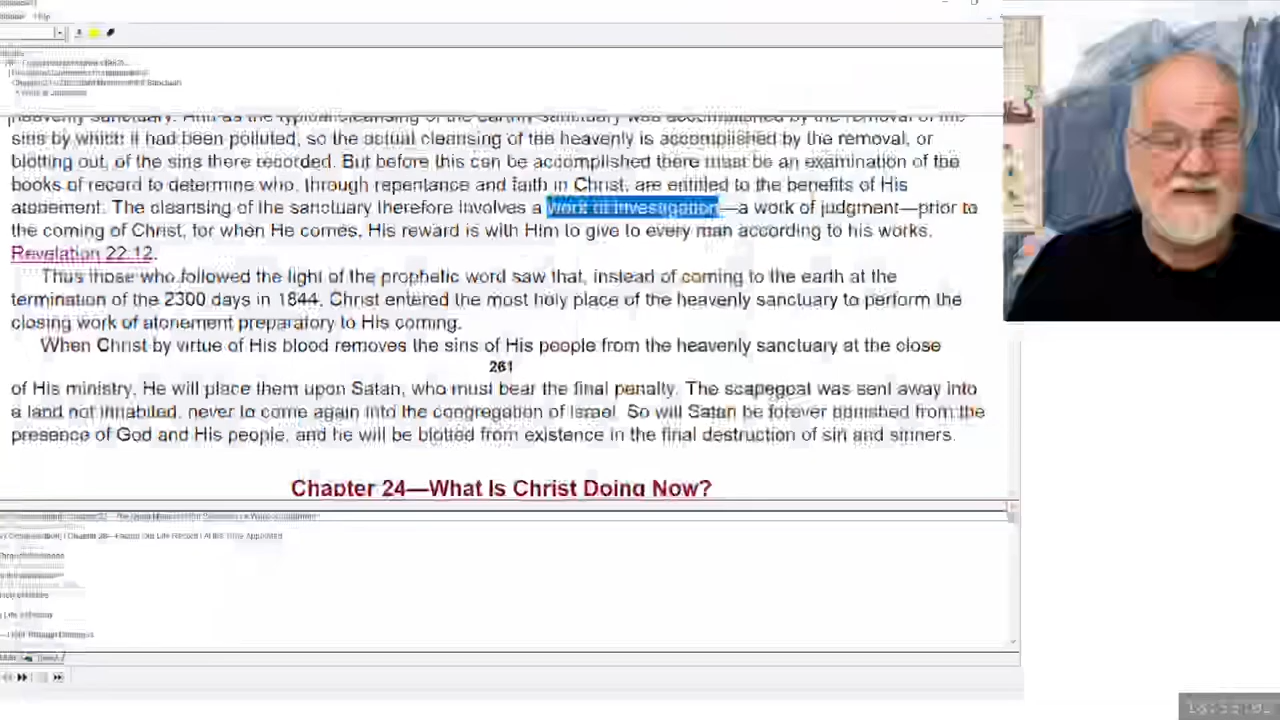 Help
sins by which it had been polluted, so the actual cleansing of the heavenly is accomplished by the removal, or
blotting out, of the sins there recorded. But before this can be accomplished there must be an examination of the
books of record to determine who, through repentance and faith in Christ, are entitled to the benefits of His
atonement. The cleansing of the sanctuary therefore involves a work of investigation—a work of judgment—prior to
the coming of Christ, for when He comes, His reward is with Him to give to every man according to his works.
Revelation 22:12.
Thus those who followed the light of the prophetic word saw that, instead of coming to the earth at the
termination of the 2300 days in 1844, Christ entered the most holy place of the heavenly sanctuary to perform the
closing work of atonement preparatory to His coming.
When Christ by virtue of His blood removes the sins of His people from the heavenly sanctuary at the close
261
of His ministry, He will place them upon Satan, who must bear the final penalty. The scapegoat was sent away into
a land not inhabited, never to come again into the congregation of Israel. So will Satan be forever banished from the
presence of God and His people, and he will be blotted from existence in the final destruction of sin and sinners.
Chapter 24—What Is Christ Doing Now?